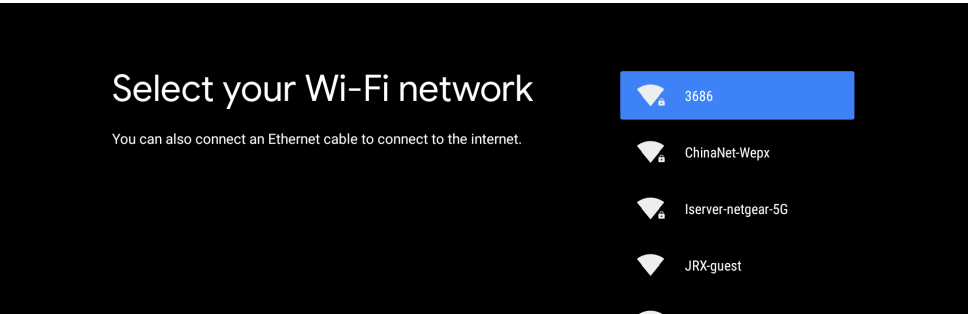 Select your Wi-Fi network
You can also connect an Ethernet cable to connect to the internet.
3686
ChinaNet-Wepx
Iserver-netgear-5G
JRX-guest